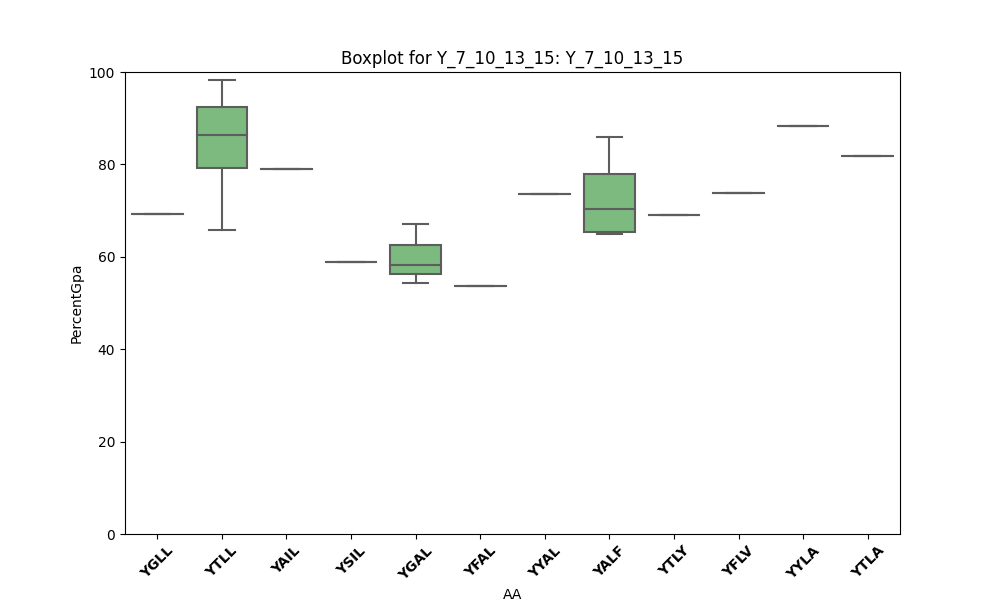 Boxplot for Y_7_10_13_15: Y_7_10_13_15
100
80
60
40
20
0
PercentGpa
YGLL
YTLL
YAIL
YSIL
YGAL
YFAL
YYAL
YALF
YTLY
YFLV
YYLA
YTLA
AA